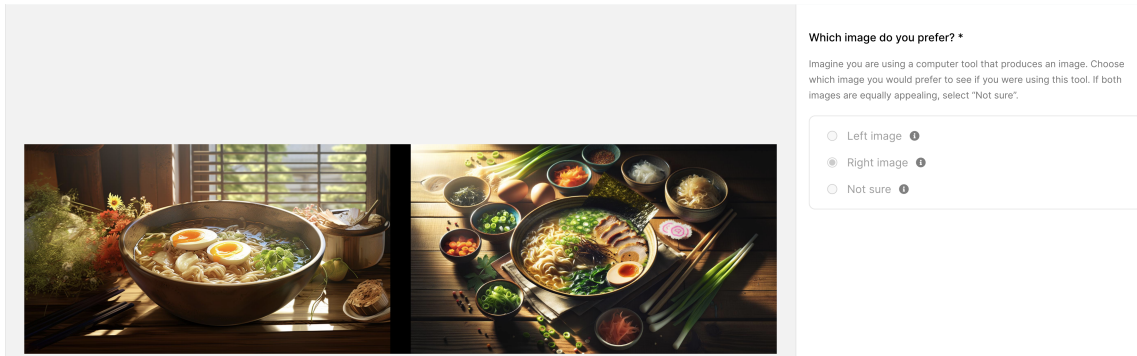 Which image do you prefer? *
Imagine you are using a computer tool that produces an image. Choose
which image you would prefer to see if you were using this tool. If both
images are equally appealing, select “Not sure”.
Left image
Right image
Not sure